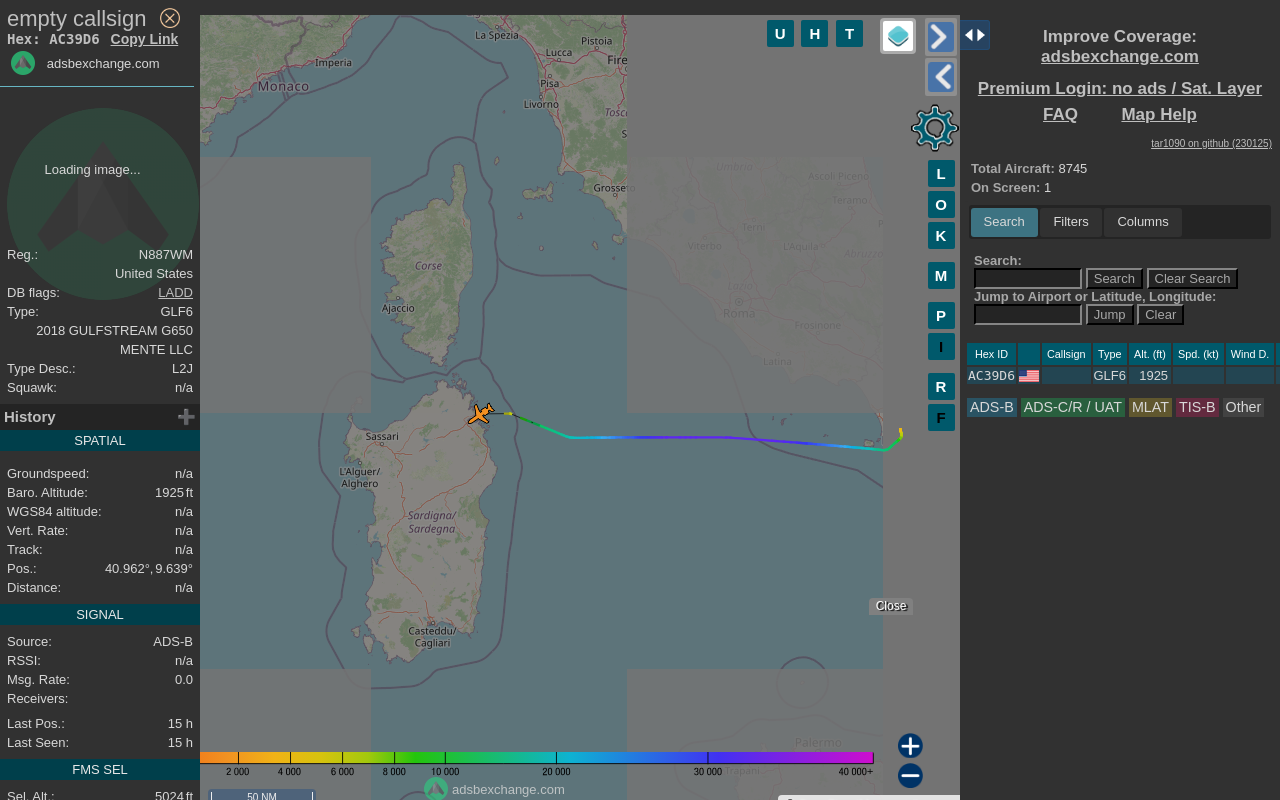 empty callsign
Hex: AC39D6 Copy Link
adsbexchange.com
Loading image...
Reg.: N887WM
United States
DB flags: LADD
Type: GLF6
2018 GULFSTREAM G650
MENTE LLC
Type Desc.: L2J
Squawk: n/a
History
SPATIAL
Groundspeed: n/a
Baro. Altitude: 1925 ft
WGS84 altitude: n/a
Vert. Rate: n/a
Track: n/a
Pos.: 40.962°, 9.639°
Distance: n/a
SIGNAL
Source: ADS-B
RSSI: n/a
Msg. Rate: 0.0
Receivers:
Last Pos.: 15 h
Last Seen: 15 h
FMS SEL
Sel. Alt.: 5024 ft
La Spezia
Pistoia
Imperia
Lucca
Monaco
Pisa
Livorno
Grosseto
Umbria
Ascoli Piceno
Teramo
Terni
Viterbo
L'Aquila
Corse
Ajaccio
Roma
Frosinone
Latina
Sassari
L'Alguer/
Alghero
Sardigna/
Sardegna
Casteddu/
Cagliari
Palermo
Trapani
U H T
L
O
K
M
P
I
R
F
Close
2 000 4 000 6 000 8 000 10 000 20 000 30 000 40 000+
adsbexchange.com
50 NM
Improve Coverage:
adsbexchange.com
Premium Login: no ads / Sat. Layer
FAQ Map Help
tar1090 on github (230125)
Total Aircraft: 8745
On Screen: 1
Search Filters Columns
Search:
Search Clear Search
Jump to Airport or Latitude, Longitude:
Jump Clear
Hex ID Callsign Type Alt. (ft) Spd. (kt) Wind D.
AC39D6 GLF6 1925
ADS-B ADS-C/R / UAT MLAT TIS-B Other